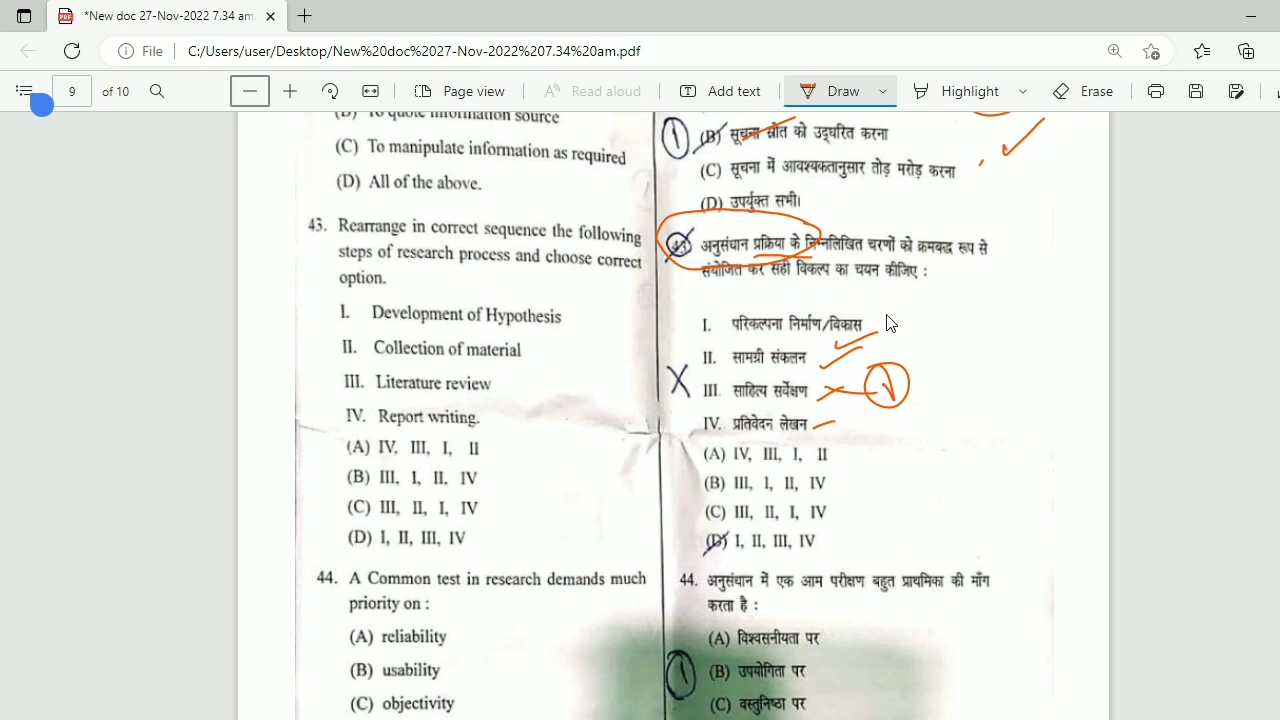 *New doc 27-Nov-2022 7.34 am
File
C:/Users/user/Desktop/New%20doc%2027-Nov-2022%207.34%20am.pdf
9 of 10
Page view
Read aloud
Add text
Draw
Highlight
Erase
(B) To quote information source
(C) To manipulate information as required
(D) All of the above.
43. Rearrange in correct sequence the following
steps of research process and choose correct
option.
I. Development of Hypothesis
II. Collection of material
III. Literature review
IV. Report writing.
(A) IV. III, I, II
(B) III, I, II. IV
(C) III, II, I, IV
(D) I, II, III, IV
44. A Common test in research demands much
priority on :
(A) reliability
(B) usability
(C) objectivity
(B) सूचना स्रोत को उद्घरित करना
(C) सूचना में आवश्यकतानुसार तोड़ मरोड़ करना
(D) उपर्युक्त सभी।
43. अनुसंधान प्रक्रिया के निम्नलिखित चरणों को क्रमबद्ध रूप से
संयोजित कर सही विकल्प का चयन कीजिए :
I. परिकल्पना निर्माण/विकास
II. सामग्री संकलन
III. साहित्य सर्वेक्षण
IV. प्रतिवेदन लेखन
(A) IV, III, I, II
(B) III, I, II, IV
(C) III, II, I, IV
(D) I, II, III, IV
44. अनुसंधान में एक आम परीक्षण बहुत प्राथमिका की माँग
करता है :
(A) विश्वसनीयता पर
(B) उपयोगिता पर
(C) वस्तुनिष्ठा पर